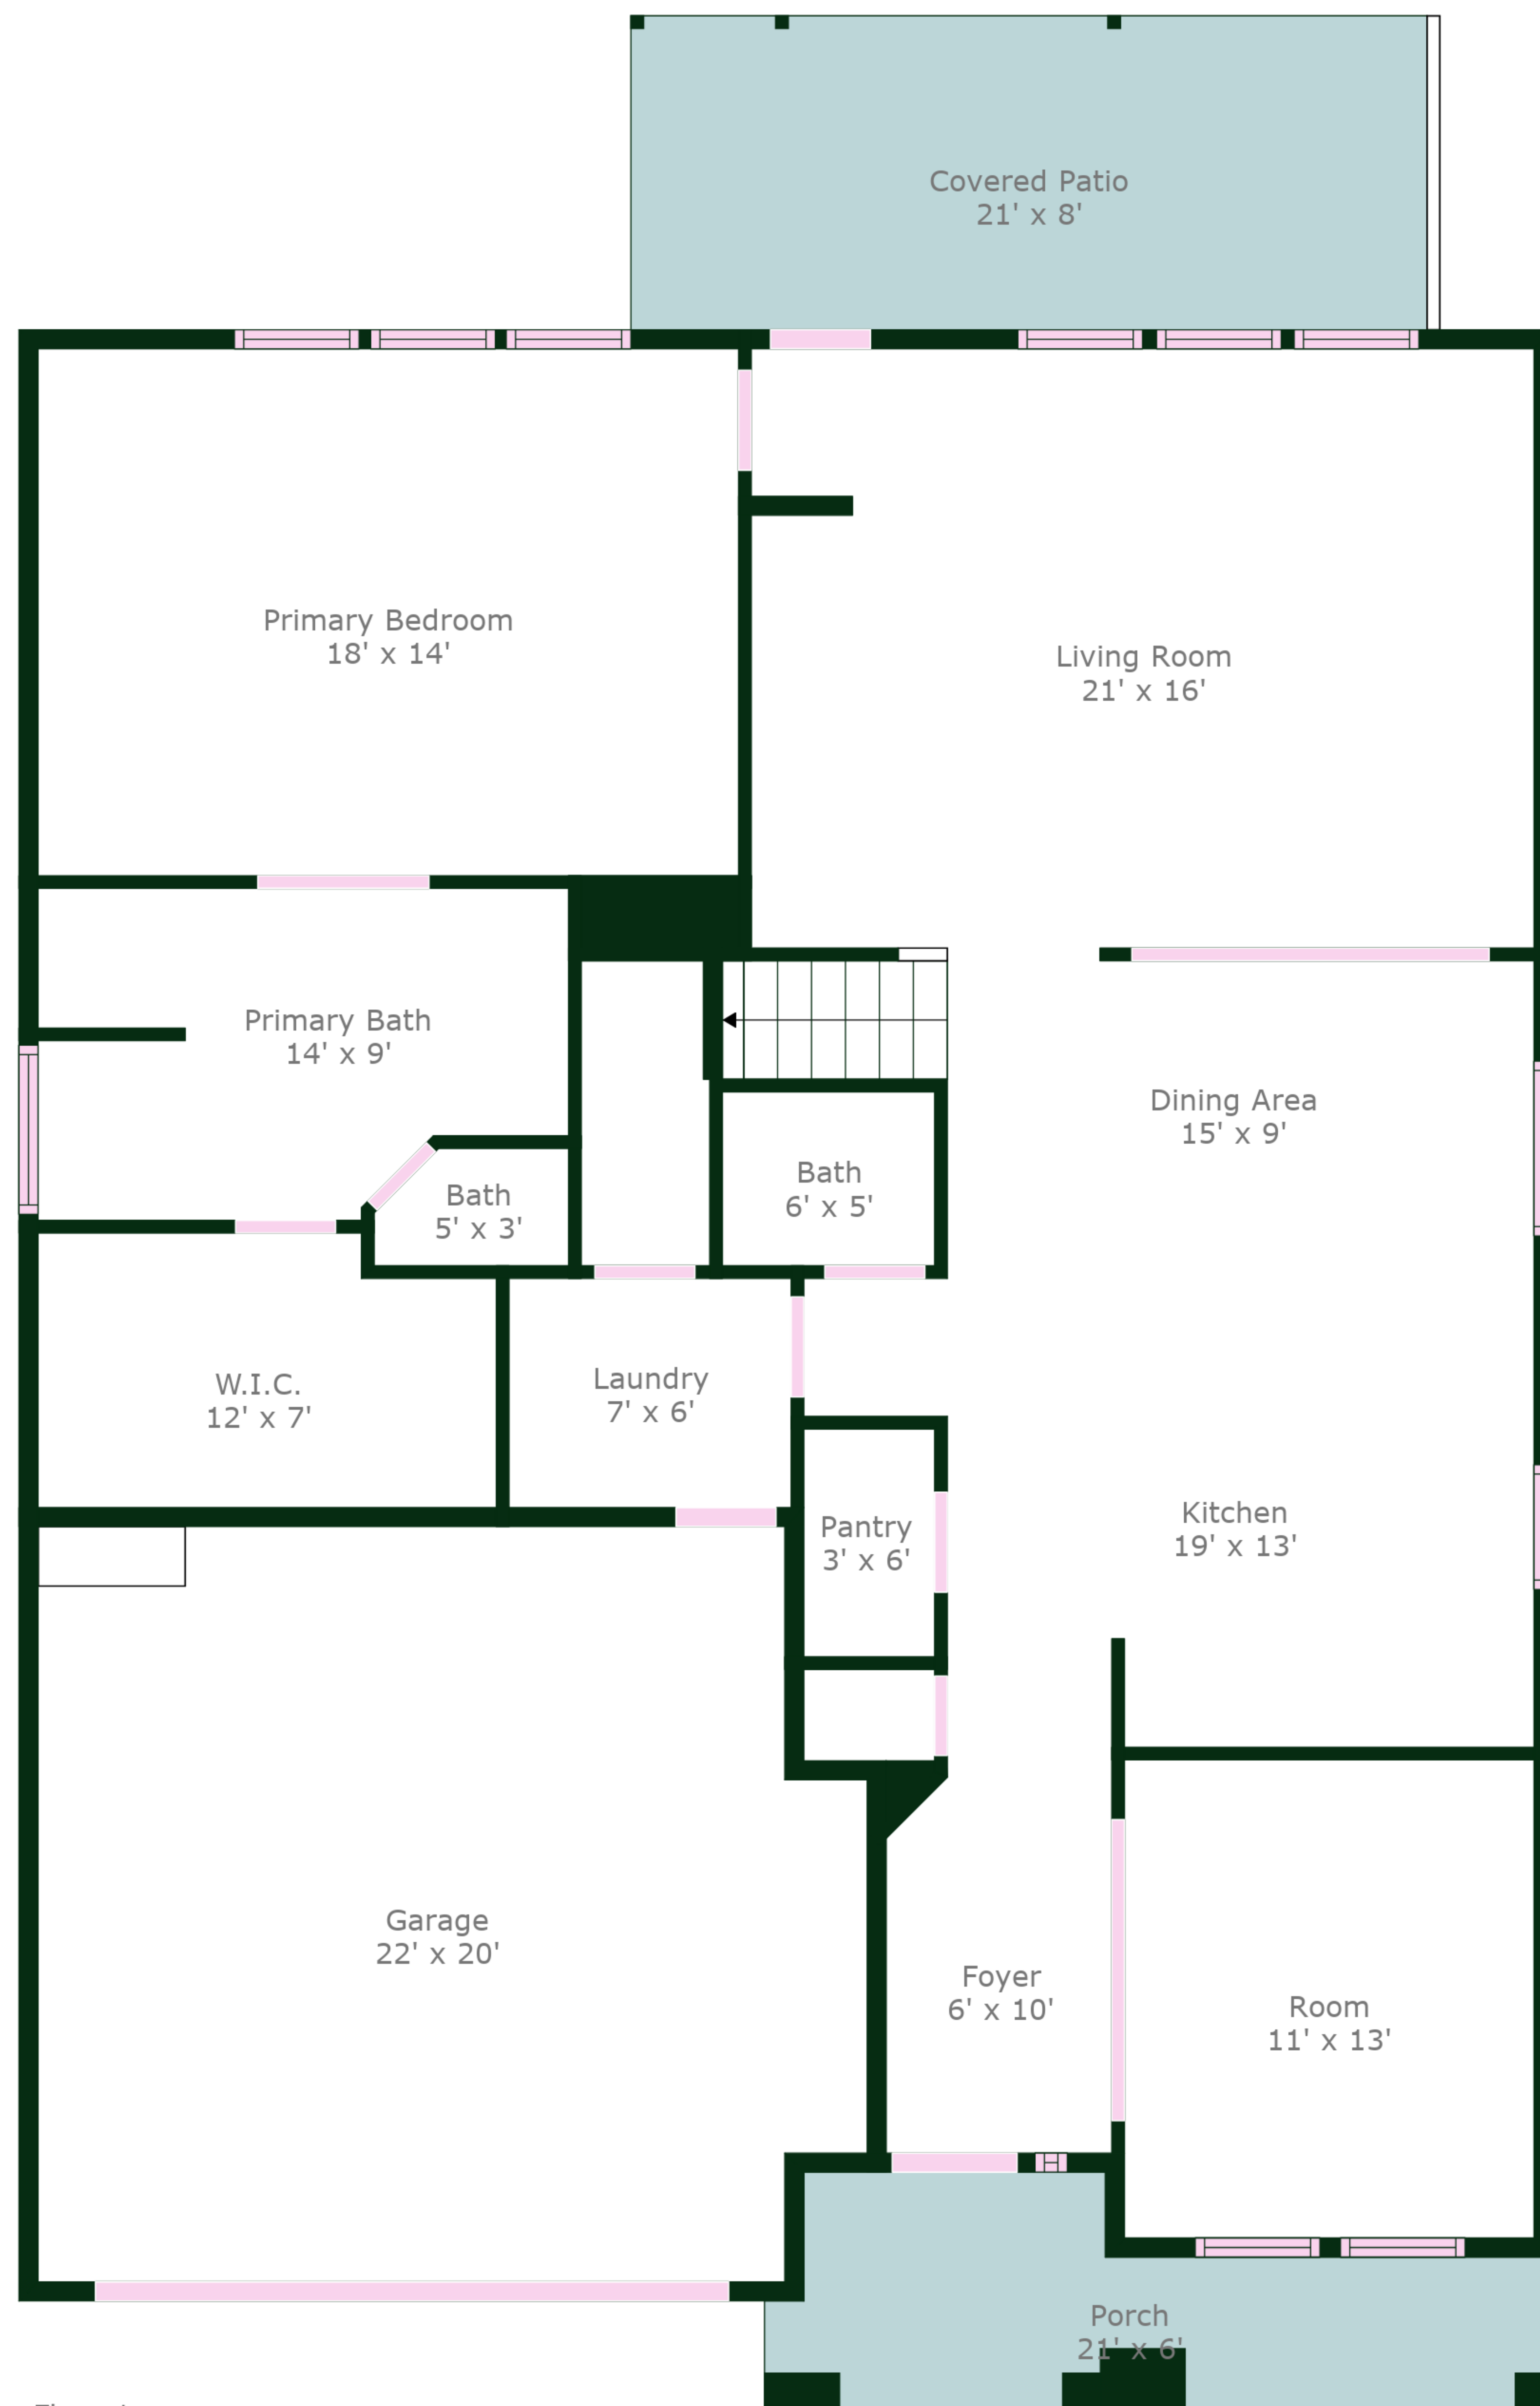 Covered Patio
21' x 8'
Primary Bedroom
18' x 14'
Living Room
21' x 16'
Primary Bath
14' x 9'
Dining Area
15' x 9'
Bath
6' x 5'
Bath
5' x 3'
W.I.C.
12' x 7'
Laundry
7' x 6'
Pantry
3' x 6'
Kitchen
19' x 13'
Garage
22' x 20'
Foyer
6' x 10'
Room
11' x 13'
Porch
21' x 6'